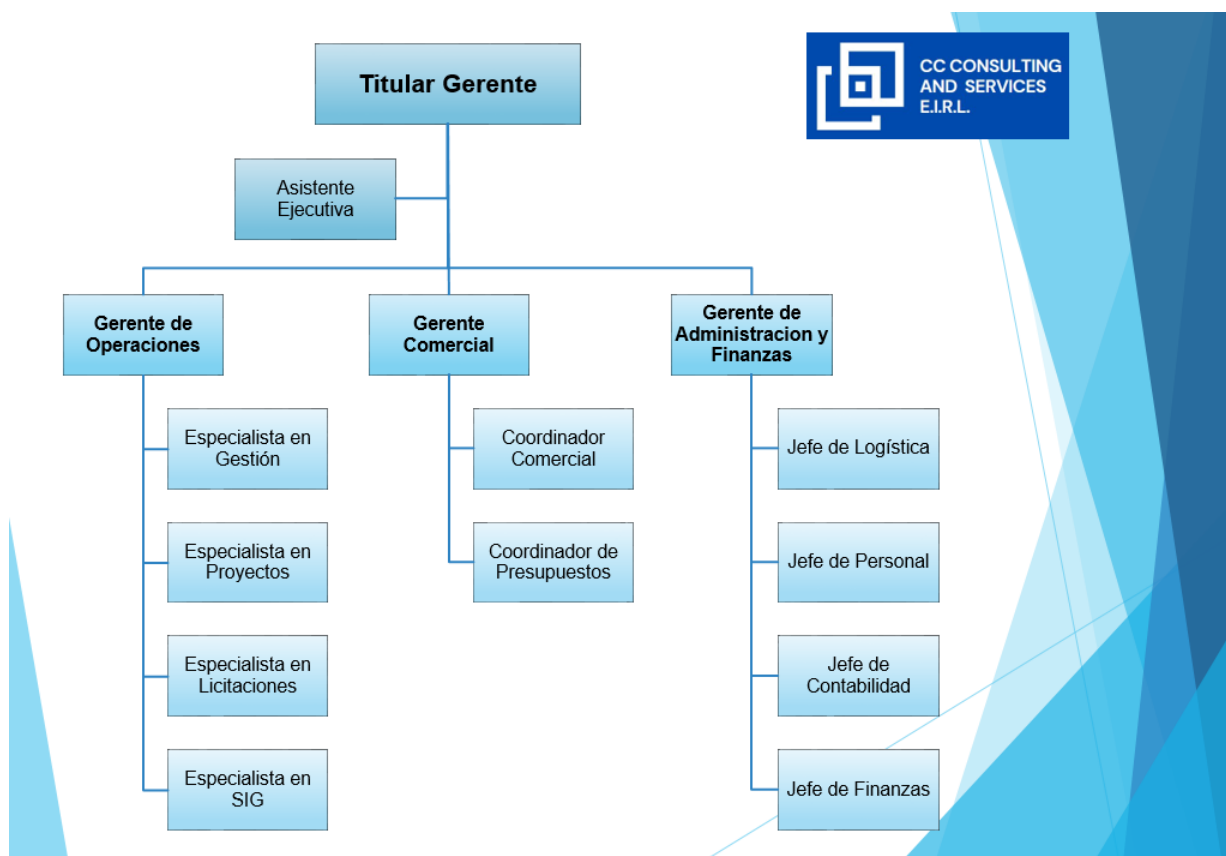 Titular Gerente
CC CONSULTING
AND SERVICES
E.I.R.L.
Asistente
Ejecutiva
Gerente de
Operaciones
Gerente
Comercial
Gerente de
Administracion y
Finanzas
Especialista en
Gestión
Coordinador
Comercial
Jefe de Logística
Especialista en
Proyectos
Coordinador de
Presupuestos
Jefe de Personal
Especialista en
Licitaciones
Jefe de
Contabilidad
Especialista en
SIG
Jefe de Finanzas